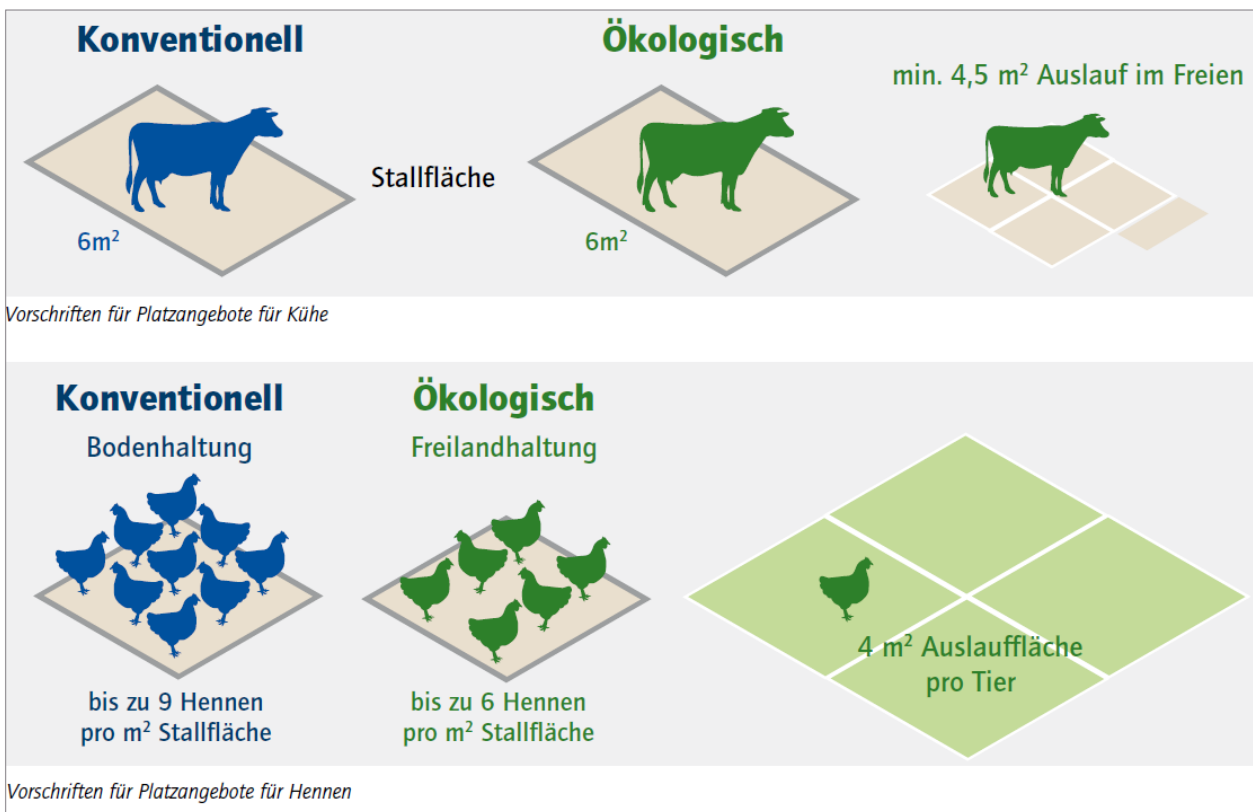 Konventionell
Ökologisch
min. 4,5 m² Auslauf im Freien
Stallfläche
6m²
6m²
Vorschriften für Platzangebote für Kühe
Konventionell
Ökologisch
Bodenhaltung
Freilandhaltung
4 m² Auslauffläche
pro Tier
bis zu 9 Hennen
pro m² Stallfläche
bis zu 6 Hennen
pro m² Stallfläche
Vorschriften für Platzangebote für Hennen